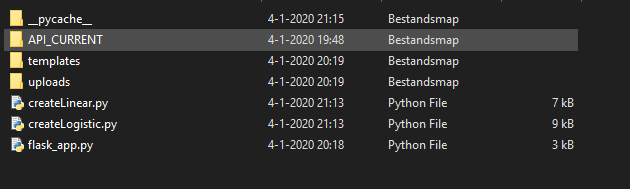 __pycache__ 4-1-2020 21:15 Bestandsmap
API_CURRENT 4-1-2020 19:48 Bestandsmap
templates 4-1-2020 20:19 Bestandsmap
uploads 4-1-2020 20:19 Bestandsmap
createLinear.py 4-1-2020 21:13 Python File 7 kB
createLogistic.py 4-1-2020 21:13 Python File 9 kB
flask_app.py 4-1-2020 20:18 Python File 3 kB